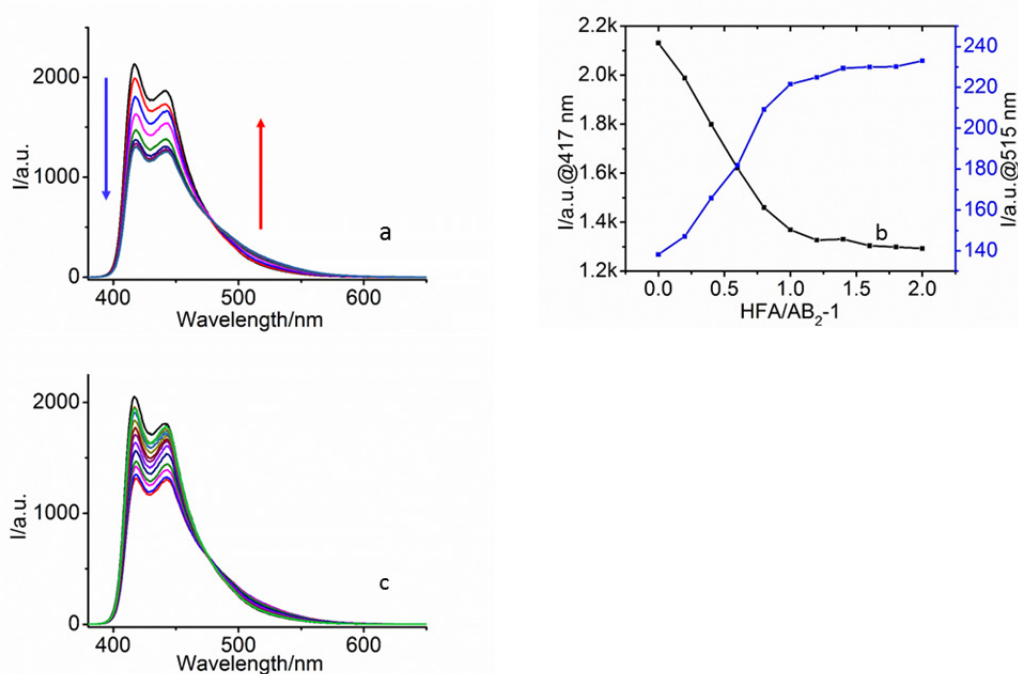 I/a.u.
2000
1000
0
400
500
600
Wavelength/nm
a
I/a.u.@417 nm
2.2k
2.0k
1.8k
1.6k
1.4k
1.2k
0.0
0.5
1.0
1.5
2.0
HFA/AB₂-1
b
240
220
200
180
160
140
I/a.u.@515 nm
I/a.u.
2000
1000
0
400
500
600
Wavelength/nm
c